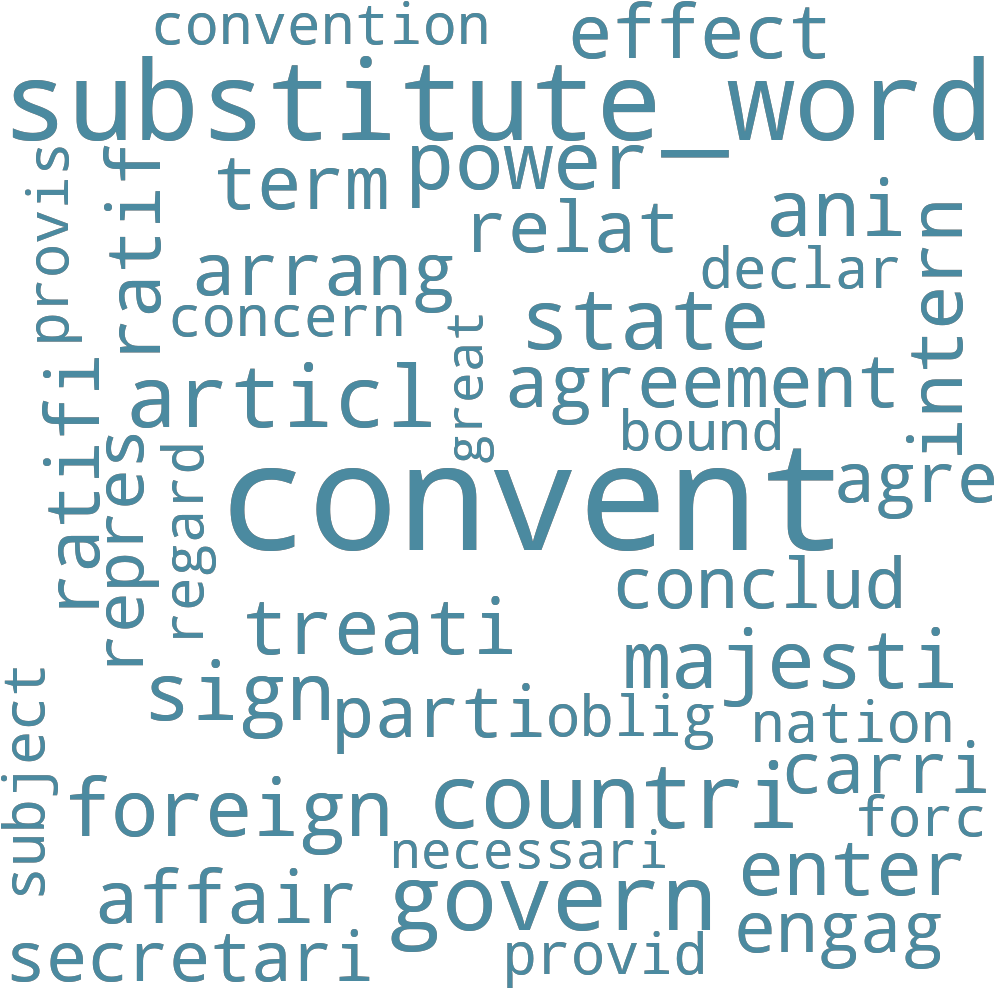 convention
effect
substitute_word
provis
ratif
term
power
relat
ani
intern
arrang
declar
concern
state
great
articl
agreement
ratifi
bound
repres
regard
convent
agre
conclud
treati
majesti
sign
parti
oblig
nation
subject
foreign
countri
carri
forc
necessari
enter
affair
govern
engag
secretari
provid